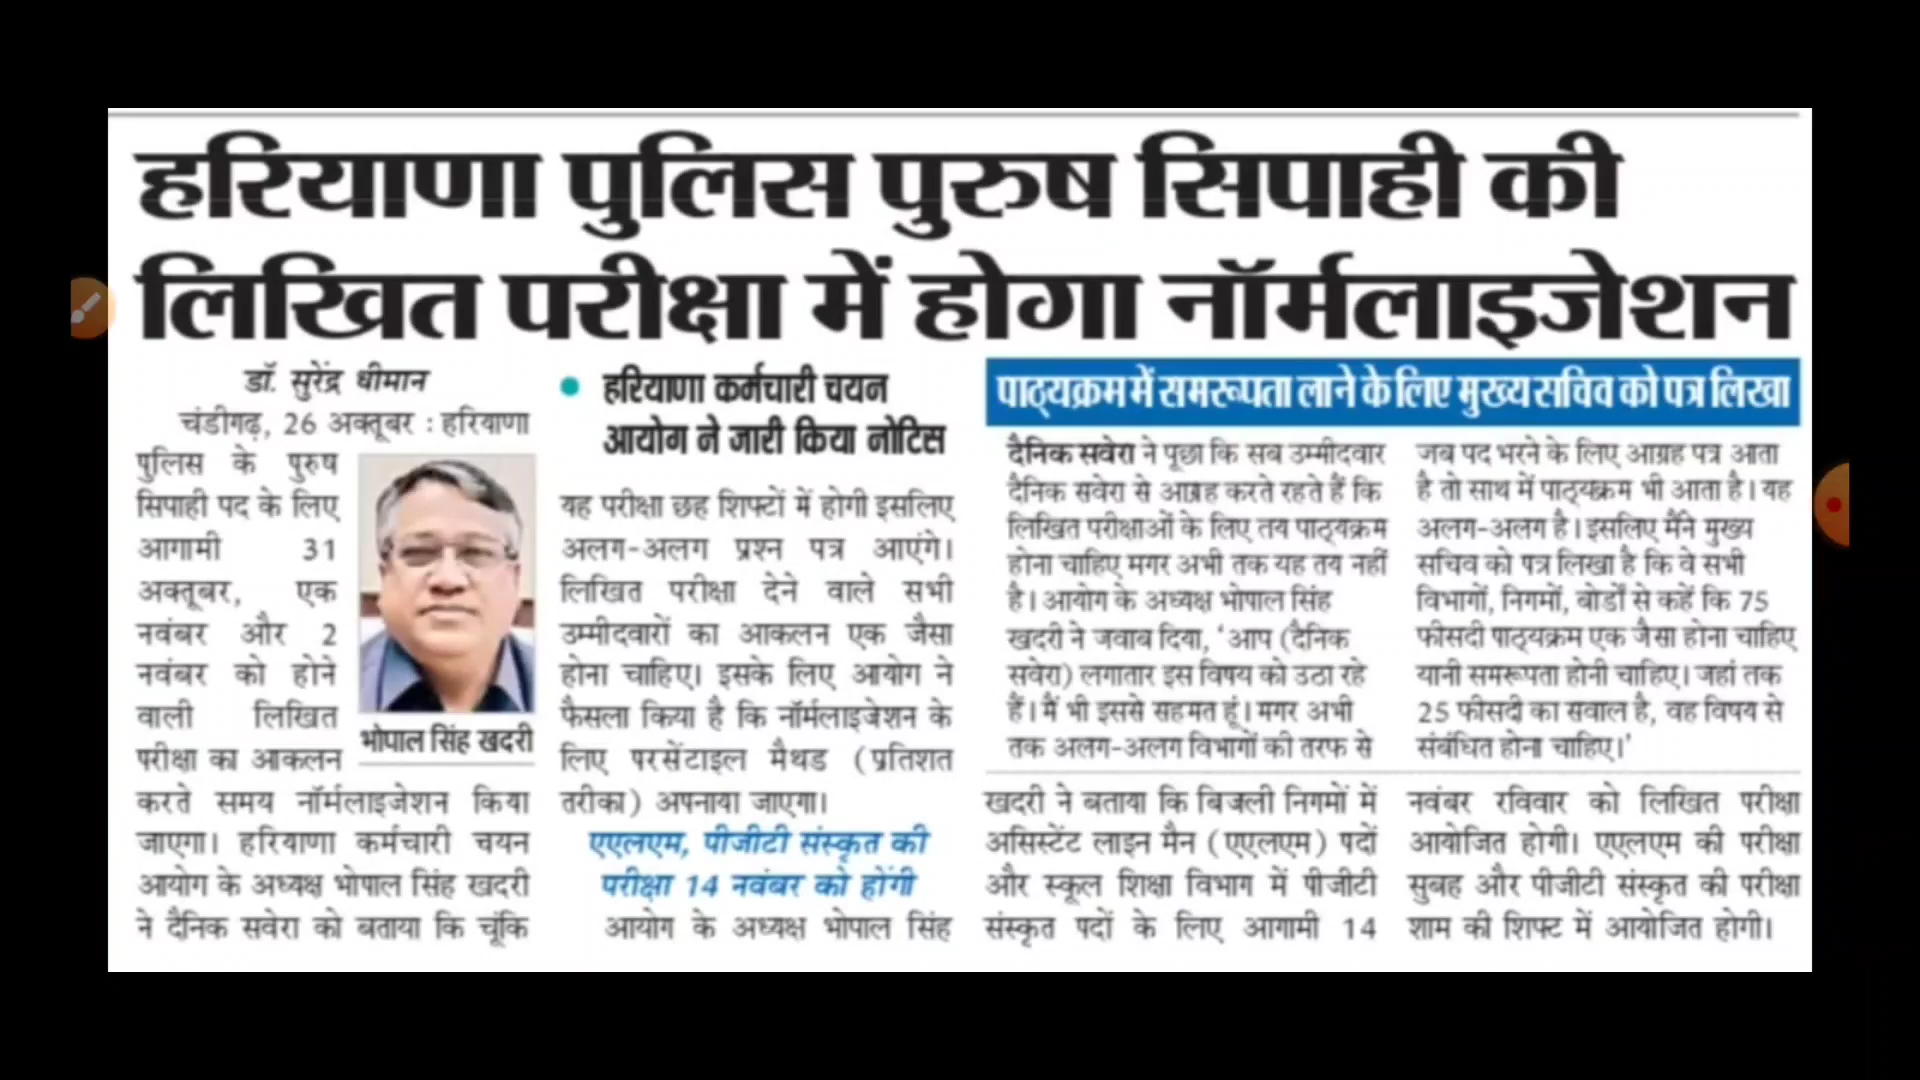 हरियाणा पुलिस पुरुष सिपाही की
लिखित परीक्षा में होगा नॉर्मलाइजेशन
डॉ. सुरेंद्र धीमान
चंडीगढ़, 26 अक्तूबर : हरियाणा
पुलिस के पुरुष
सिपाही पद के लिए
आगामी 31
अक्तूबर, एक
नवंबर और 2
नवंबर को होने
वाली लिखित
परीक्षा का आकलन
भोपाल सिंह खदरी
करते समय नॉर्मलाइजेशन किया
जाएगा। हरियाणा कर्मचारी चयन
आयोग के अध्यक्ष भोपाल सिंह खदरी
ने दैनिक सवेरा को बताया कि चूंकि
हरियाणा कर्मचारी चयन
आयोग ने जारी किया नोटिस
यह परीक्षा छह शिफ्टों में होगी इसलिए
अलग-अलग प्रश्न पत्र आएंगे।
लिखित परीक्षा देने वाले सभी
उम्मीदवारों का आकलन एक जैसा
होना चाहिए। इसके लिए आयोग ने
फैसला किया है कि नॉर्मलाइजेशन के
लिए परसेंटाइल मैथड (प्रतिशत
तरीका) अपनाया जाएगा।
एएलएम, पीजीटी संस्कृत की
परीक्षा 14 नवंबर को होंगी
आयोग के अध्यक्ष भोपाल सिंह
पाठ्यक्रम में समरूपता लाने के लिए मुख्य सचिव को पत्र लिखा
दैनिक सवेरा ने पूछा कि सब उम्मीदवार
दैनिक सवेरा से आग्रह करते रहते हैं कि
लिखित परीक्षाओं के लिए तय पाठ्यक्रम
होना चाहिए मगर अभी तक यह तय नहीं
है। आयोग के अध्यक्ष भोपाल सिंह
खदरी ने जवाब दिया, 'आप (दैनिक
सवेरा) लगातार इस विषय को उठा रहे
हैं। मैं भी इससे सहमत हूं। मगर अभी
तक अलग-अलग विभागों की तरफ से
जब पद भरने के लिए आग्रह पत्र आता
है तो साथ में पाठ्यक्रम भी आता है। यह
अलग-अलग है। इसलिए मैंने मुख्य
सचिव को पत्र लिखा है कि वे सभी
विभागों, निगमों, बोर्डों से कहें कि 75
फीसदी पाठ्यक्रम एक जैसा होना चाहिए
यानी समरूपता होनी चाहिए। जहां तक
25 फीसदी का सवाल है, वह विषय से
संबंधित होना चाहिए।'
खदरी ने बताया कि बिजली निगमों में
असिस्टेंट लाइन मैन (एएलएम) पदों
और स्कूल शिक्षा विभाग में पीजीटी
संस्कृत पदों के लिए आगामी 14
नवंबर रविवार को लिखित परीक्षा
आयोजित होगी। एएलएम की परीक्षा
सुबह और पीजीटी संस्कृत की परीक्षा
शाम की शिफ्ट में आयोजित होगी।